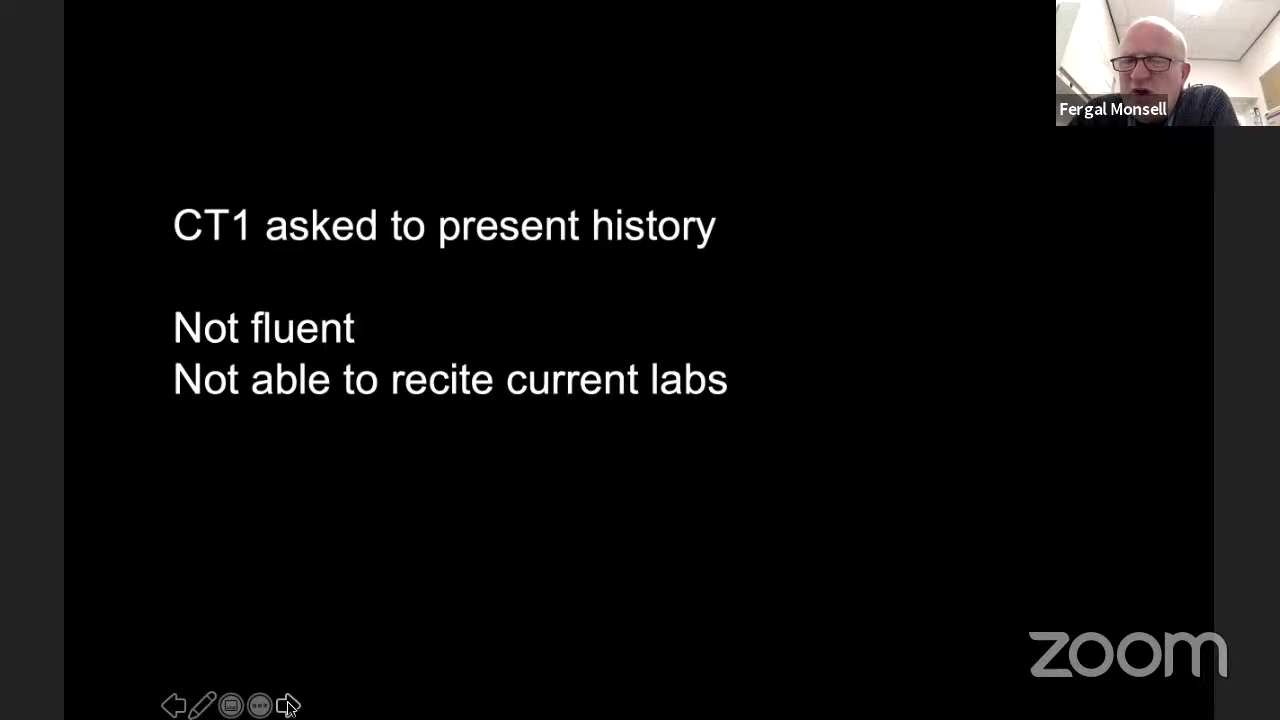 Fergal Monsell
CT1 asked to present history
Not fluent
Not able to recite current labs
zoom